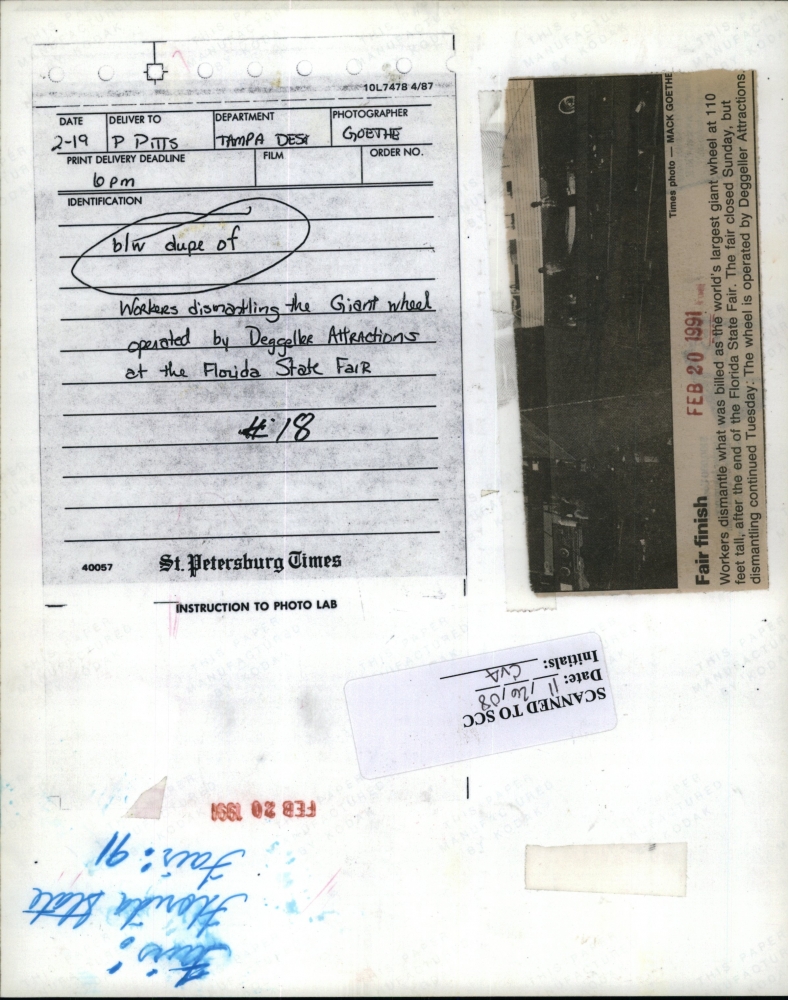 10L7478 4/87
DATE DELIVER TO DEPARTMENT PHOTOGRAPHER
2-19 P PITTS TAMPA DESK GOETHE
PRINT DELIVERY DEADLINE FILM ORDER NO.
6pm
IDENTIFICATION
b/w dupe of
Workers dismantling the Giant wheel
operated by Deggeller Attractions
at the Florida State Fair
#18
40057 St. Petersburg Times
INSTRUCTION TO PHOTO LAB
Times photo — MACK GOETHE
FEB 20 1991
Fair finish
Workers dismantle what was billed as the world's largest giant wheel at 110
feet tall, after the end of the Florida State Fair. The fair closed Sunday, but
dismantling continued Tuesday. The wheel is operated by Deggeller Attractions.
SCANNED TO SCC
Date: 11/26/08
Initials: CVA
FEB 20 1991
Fairs:
Florida State
Fair: 91